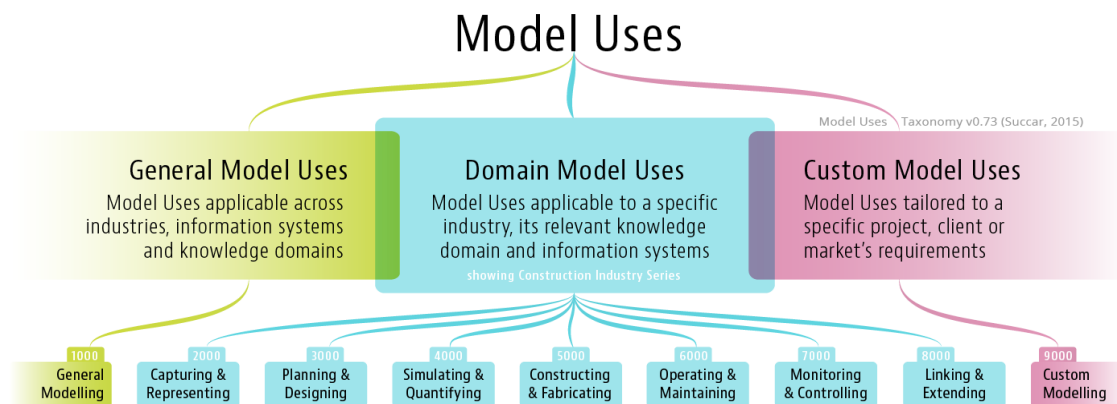 Model Uses
Model Uses Taxonomy v0.73 (Succar, 2015)
General Model Uses
Model Uses applicable across
industries, information systems
and knowledge domains
Domain Model Uses
Model Uses applicable to a specific
industry, its relevant knowledge
domain and information systems
showing Construction Industry Series
Custom Model Uses
Model Uses tailored to a
specific project, client or
market's requirements
1000
General
Modelling
2000
Capturing &
Representing
3000
Planning &
Designing
4000
Simulating &
Quantifying
5000
Constructing
& Fabricating
6000
Operating &
Maintaining
7000
Monitoring
& Controlling
8000
Linking &
Extending
9000
Custom
Modelling